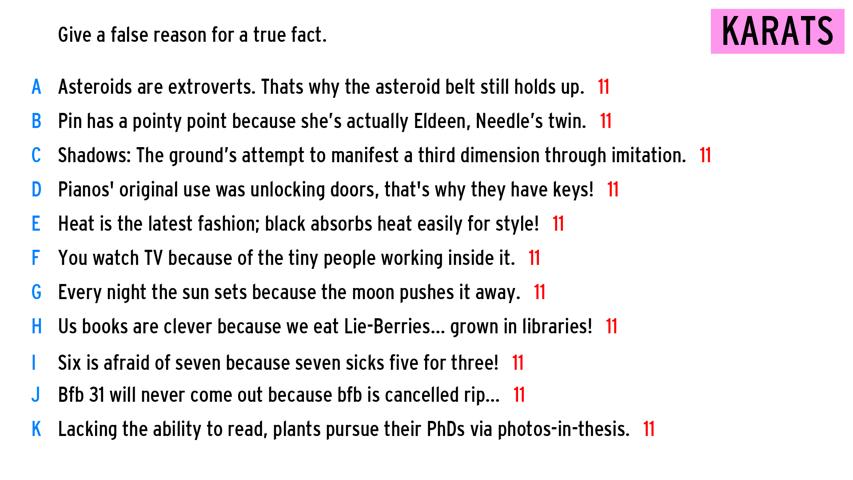 Give a false reason for a true fact.
KARATS
A Asteroids are extroverts. Thats why the asteroid belt still holds up. 11
B Pin has a pointy point because she's actually Eldeen, Needle's twin. 11
C Shadows: The ground's attempt to manifest a third dimension through imitation. 11
D Pianos' original use was unlocking doors, that's why they have keys! 11
E Heat is the latest fashion; black absorbs heat easily for style! 11
F You watch TV because of the tiny people working inside it. 11
G Every night the sun sets because the moon pushes it away. 11
H Us books are clever because we eat Lie-Berries... grown in libraries! 11
I Six is afraid of seven because seven sicks five for three! 11
J Bfb 31 will never come out because bfb is cancelled rip... 11
K Lacking the ability to read, plants pursue their PhDs via photos-in-thesis. 11